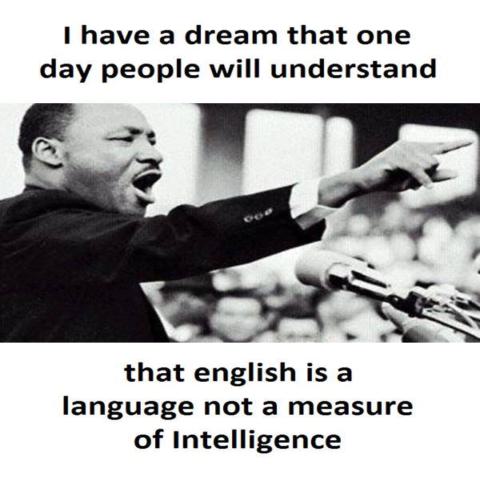 I have a dream that one
day people will understand
that english is a
language not a measure
of Intelligence